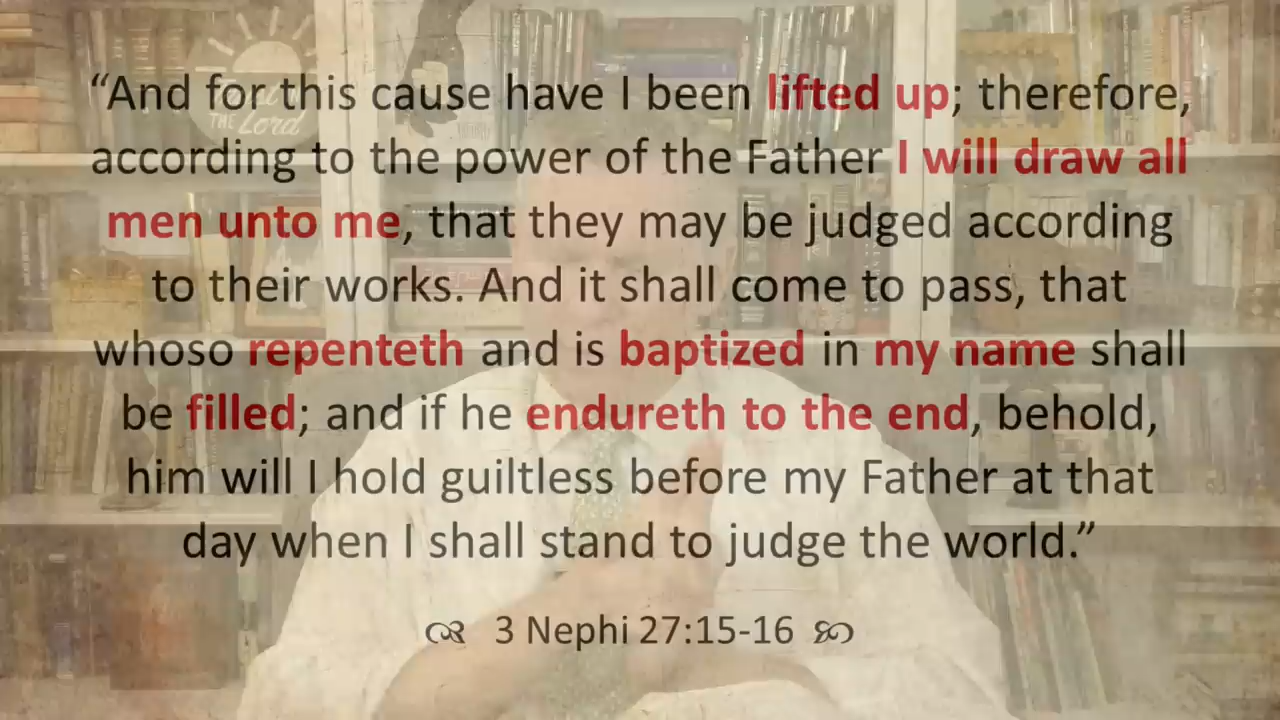 THE Lord
“And for this cause have I been lifted up; therefore,
according to the power of the Father I will draw all
men unto me, that they may be judged according
to their works. And it shall come to pass, that
whoso repenteth and is baptized in my name shall
be filled; and if he endureth to the end, behold,
him will I hold guiltless before my Father at that
day when I shall stand to judge the world.”
3 Nephi 27:15-16